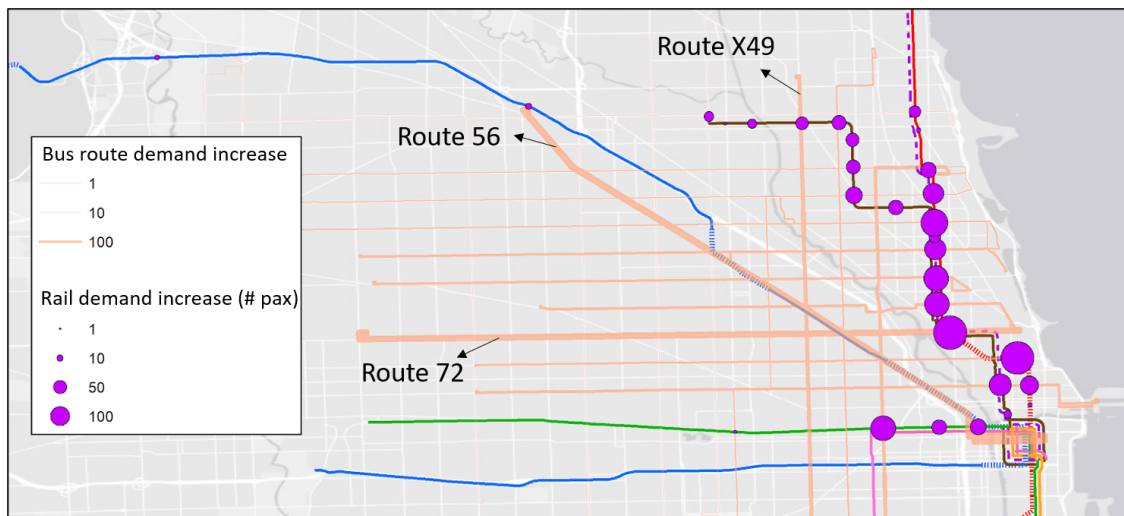 Route X49
Route 56
Bus route demand increase
1
10
100
Rail demand increase (# pax)
1
10
50
100
Route 72